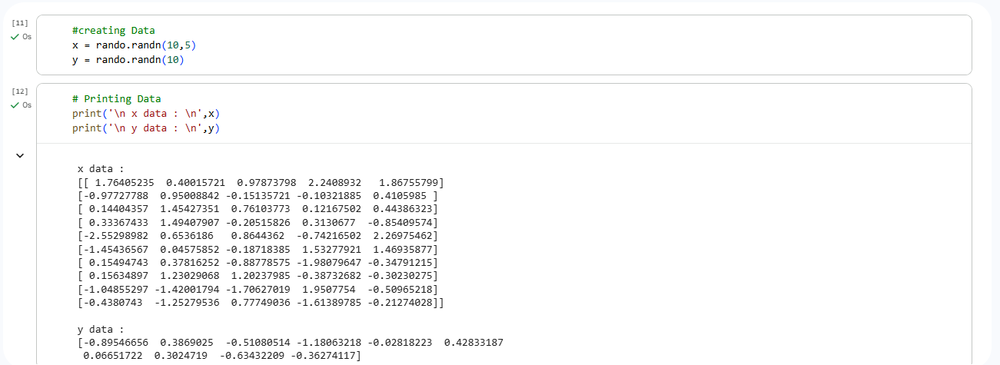 [11]
0s
#creating Data
x = rando.randn(10,5)
y = rando.randn(10)
[12]
0s
# Printing Data
print('\n x data : \n',x)
print('\n y data : \n',y)
x data :
[[ 1.76405235  0.40015721  0.97873798  2.2408932   1.86755799]
[-0.97727788  0.95008842 -0.15135721 -0.10321885  0.4105985 ]
[ 0.14404357  1.45427351  0.76103773  0.12167502  0.44386323]
[ 0.33367433  1.49407907 -0.20515826  0.3130677  -0.85409574]
[-2.55298982  0.6536186   0.8644362  -0.74216502  2.26975462]
[-1.45436567  0.04575852 -0.18718385  1.53277921  1.46935877]
[ 0.15494743  0.37816252 -0.88778575 -1.98079647 -0.34791215]
[ 0.15634897  1.23029068  1.20237985 -0.38732682 -0.30230275]
[-1.04855297 -1.42001794 -1.70627019  1.9507754  -0.50965218]
[-0.4380743  -1.25279536  0.77749036 -1.61389785 -0.21274028]]
y data :
[-0.89546656  0.3869025  -0.51080514 -1.18063218 -0.02818223  0.42833187
0.06651722  0.3024719  -0.63432209 -0.36274117]